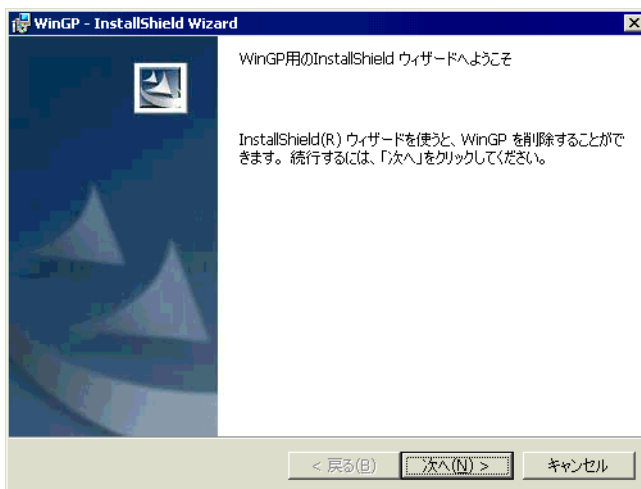 WinGP - InstallShield Wizard
WinGP用のInstallShield ウィザードへようこそ
InstallShield(R) ウィザードを使うと、WinGP を削除することがで
きます。続行するには、「次へ」をクリックしてください。
< 戻る(B)
次へ(N) >
キャンセル